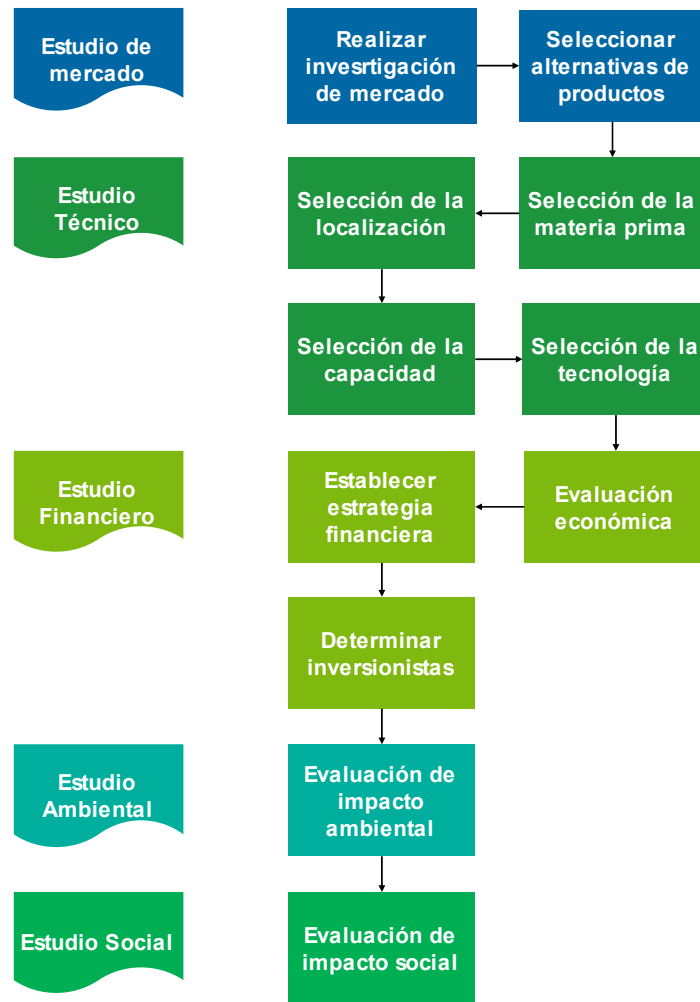 Estudio de
mercado
Realizar
invesrtigación
de mercado
Seleccionar
alternativas de
productos
Estudio
Técnico
Selección de la
localización
Selección de la
materia prima
Selección de la
capacidad
Selección de la
tecnología
Estudio
Financiero
Establecer
estrategia
financiera
Evaluación
económica
Determinar
inversionistas
Estudio
Ambiental
Evaluación de
impacto
ambiental
Estudio Social
Evaluación de
impacto social